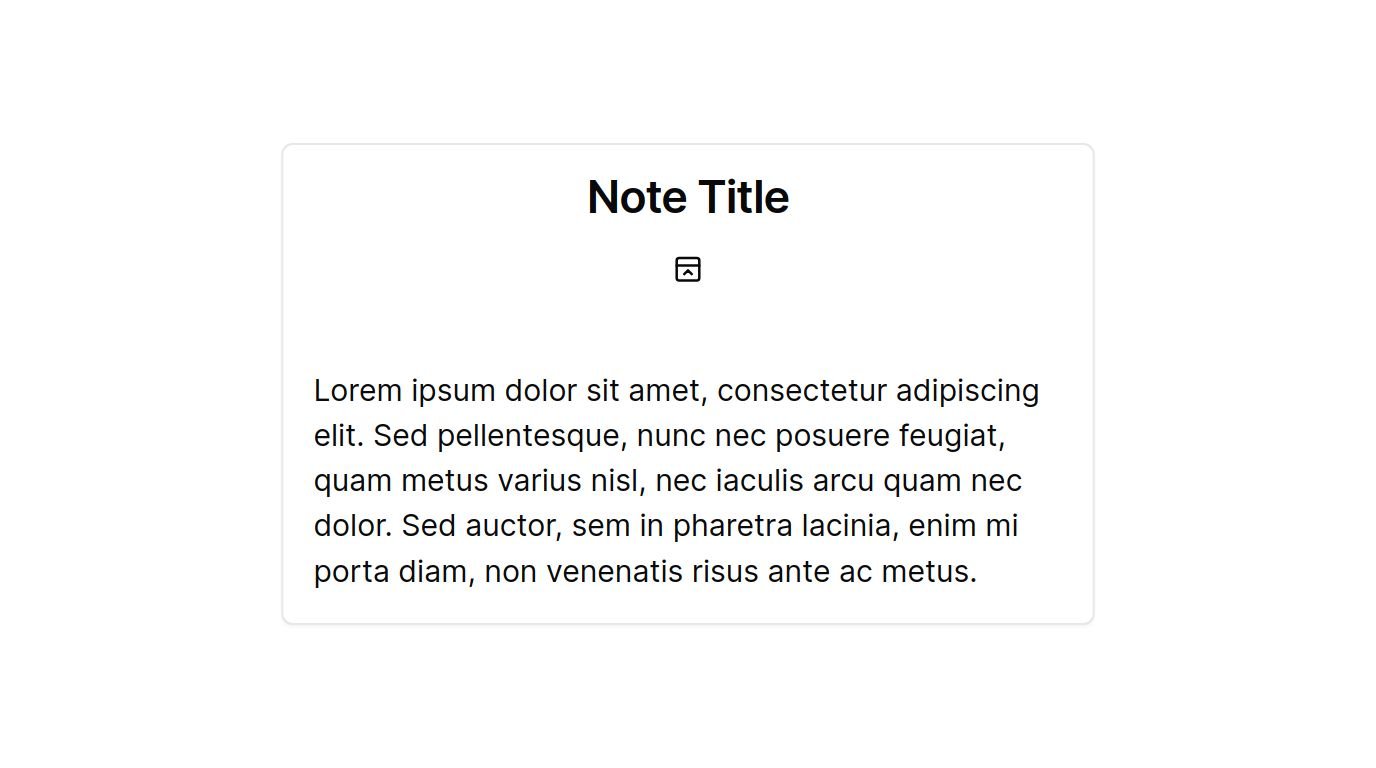 Note Title
Lorem ipsum dolor sit amet, consectetur adipiscing
elit. Sed pellentesque, nunc nec posuere feugiat,
quam metus varius nisl, nec iaculis arcu quam nec
dolor. Sed auctor, sem in pharetra lacinia, enim mi
porta diam, non venenatis risus ante ac metus.